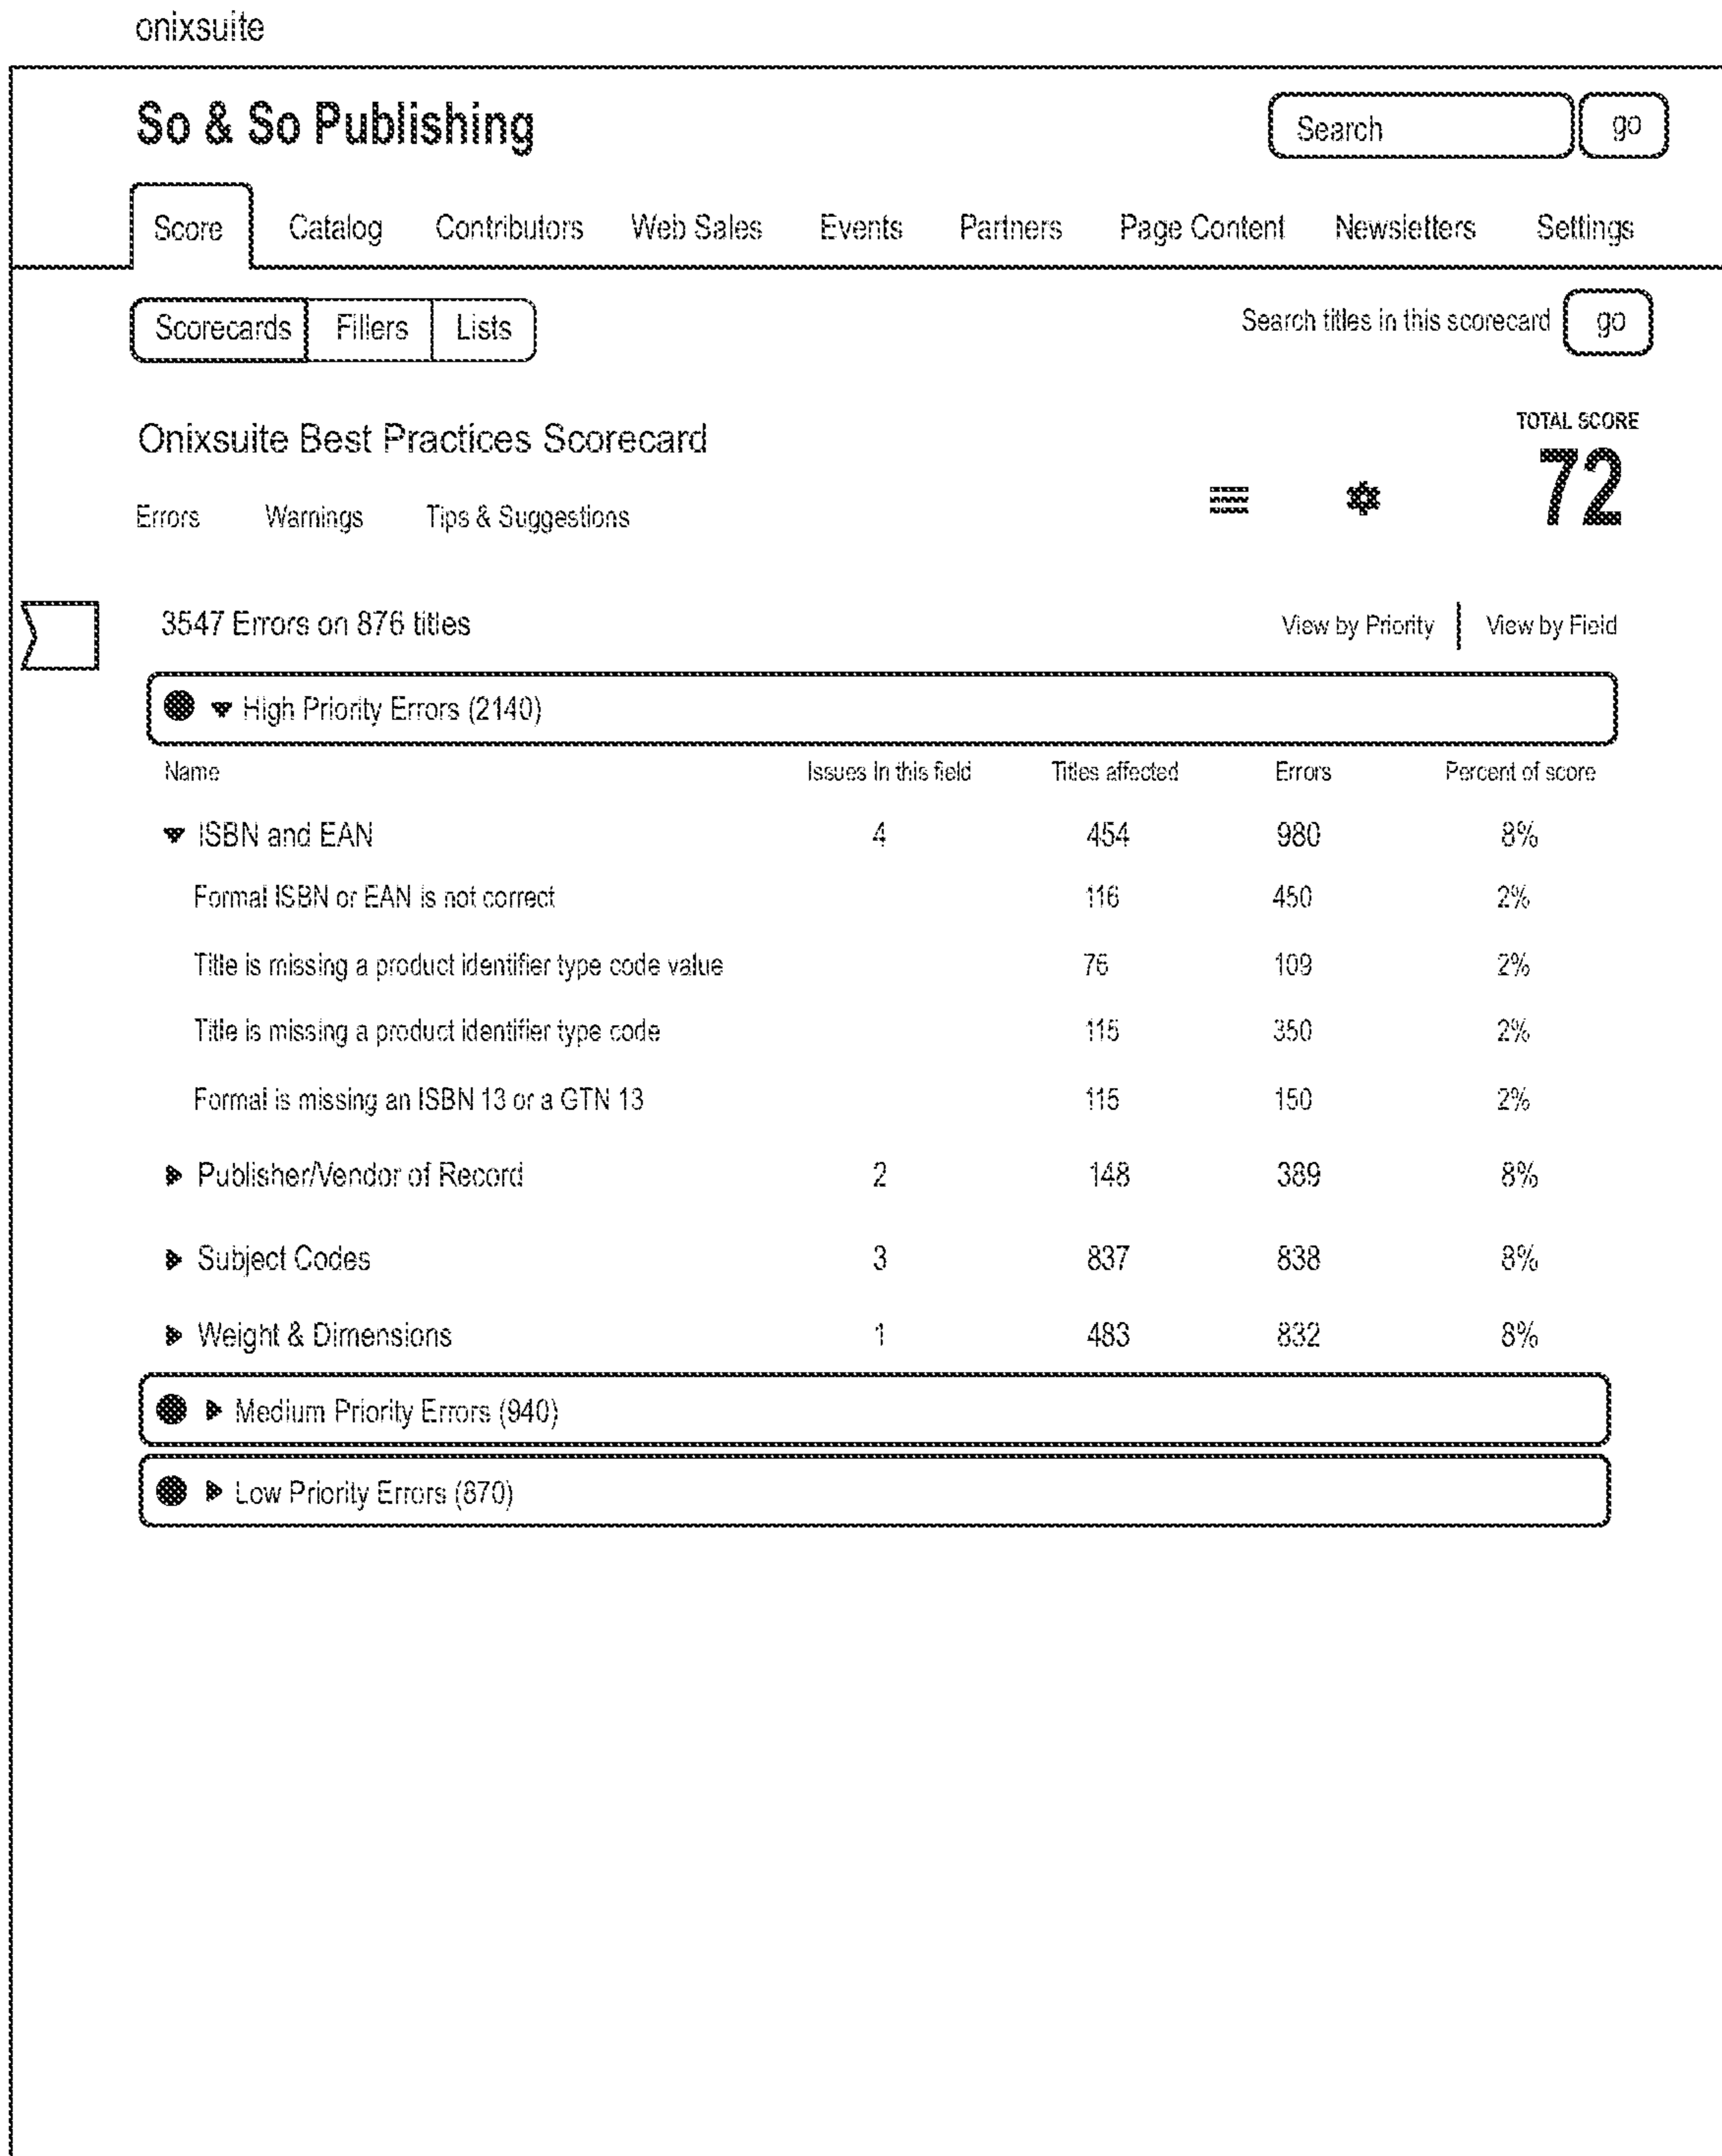 onixsuite
So & So Publishing
Search go
Score Catalog Contributors Web Sales Events Partners Page Content Newsletters Settings
Scorecards Fillers Lists Search titles in this scorecard go
TOTAL SCORE
Onixsuite Best Practices Scorecard
72
Errors Warnings Tips & Suggestions
3547 Errors on 876 titles View by Priority View by Field
High Priority Errors (2140)
Name Issues in this field Titles affected Errors Percent of score
ISBN and EAN 4 454 980 8%
Formal ISBN or EAN is not correct 116 450 2%
Title is missing a product identifier type code value 76 109 2%
Title is missing a product identifier type code 115 350 2%
Formal is missing an ISBN 13 or a GTN 13 115 150 2%
Publisher/Vendor of Record 2 148 389 8%
Subject Codes 3 837 838 8%
Weight & Dimensions 1 483 832 8%
Medium Priority Errors (940)
Low Priority Errors (870)